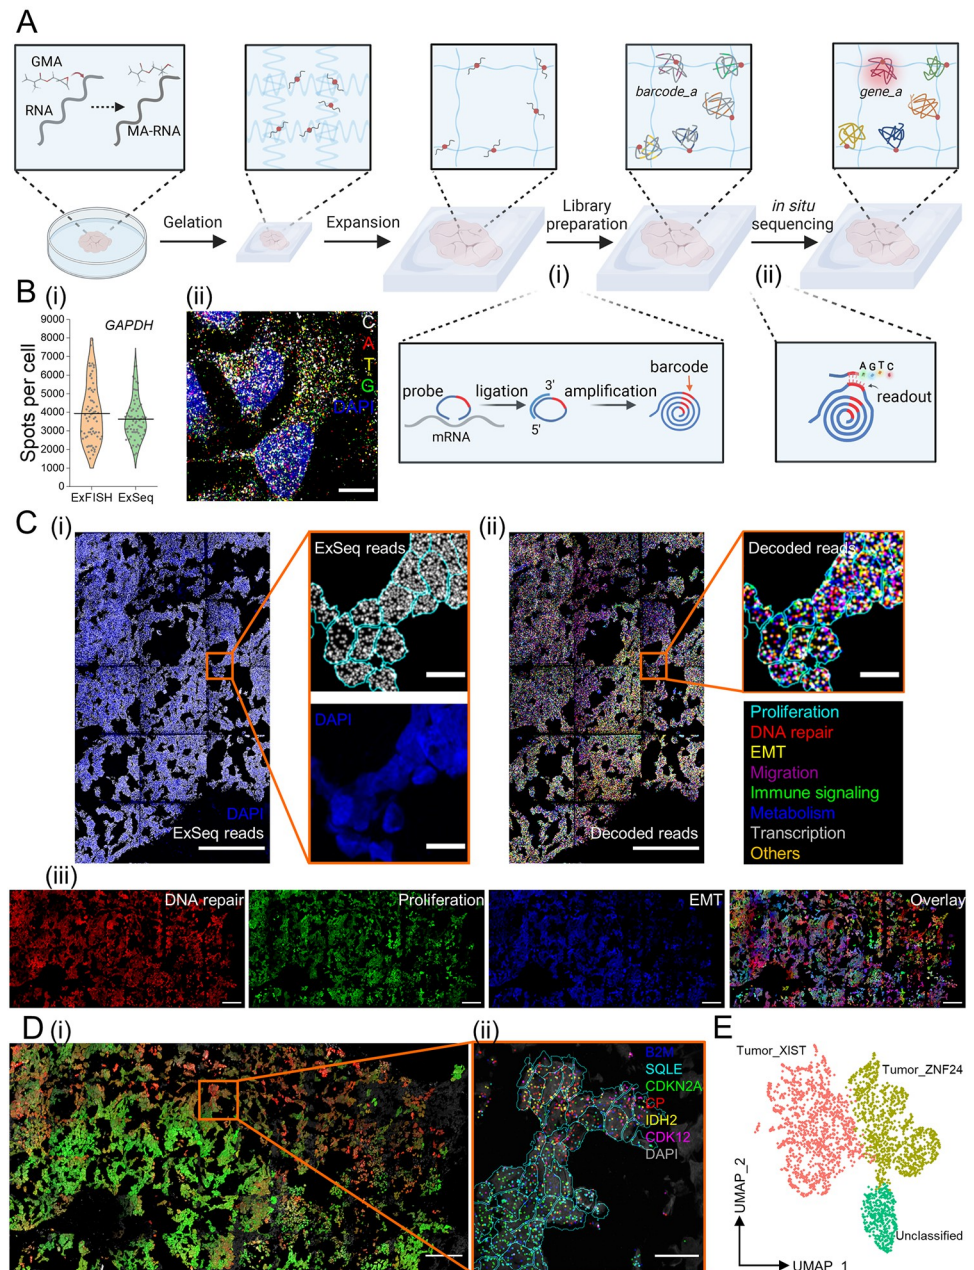 A
GMA
RNA
MA-RNA
barcode_a
gene_a
Gelation
Expansion
Library
preparation
in situ
sequencing
(i)
(ii)
probe
ligation
3'
5'
mRNA
amplification
barcode
A G T C
readout
B
(i)
GAPDH
Spots per cell
9000
8000
7000
6000
5000
4000
3000
2000
1000
0
ExFISH
ExSeq
(ii)
C
A
T
G
DAPI
C
(i)
DAPI
ExSeq reads
ExSeq reads
DAPI
(ii)
Decoded reads
Decoded reads
Proliferation
DNA repair
EMT
Migration
Immune signaling
Metabolism
Transcription
Others
(iii)
DNA repair
Proliferation
EMT
Overlay
D
(i)
(ii)
B2M
SQLE
CDKN2A
CP
IDH2
CDK12
DAPI
E
Tumor_XIST
Tumor_ZNF24
Unclassified
UMAP_2
UMAP_1